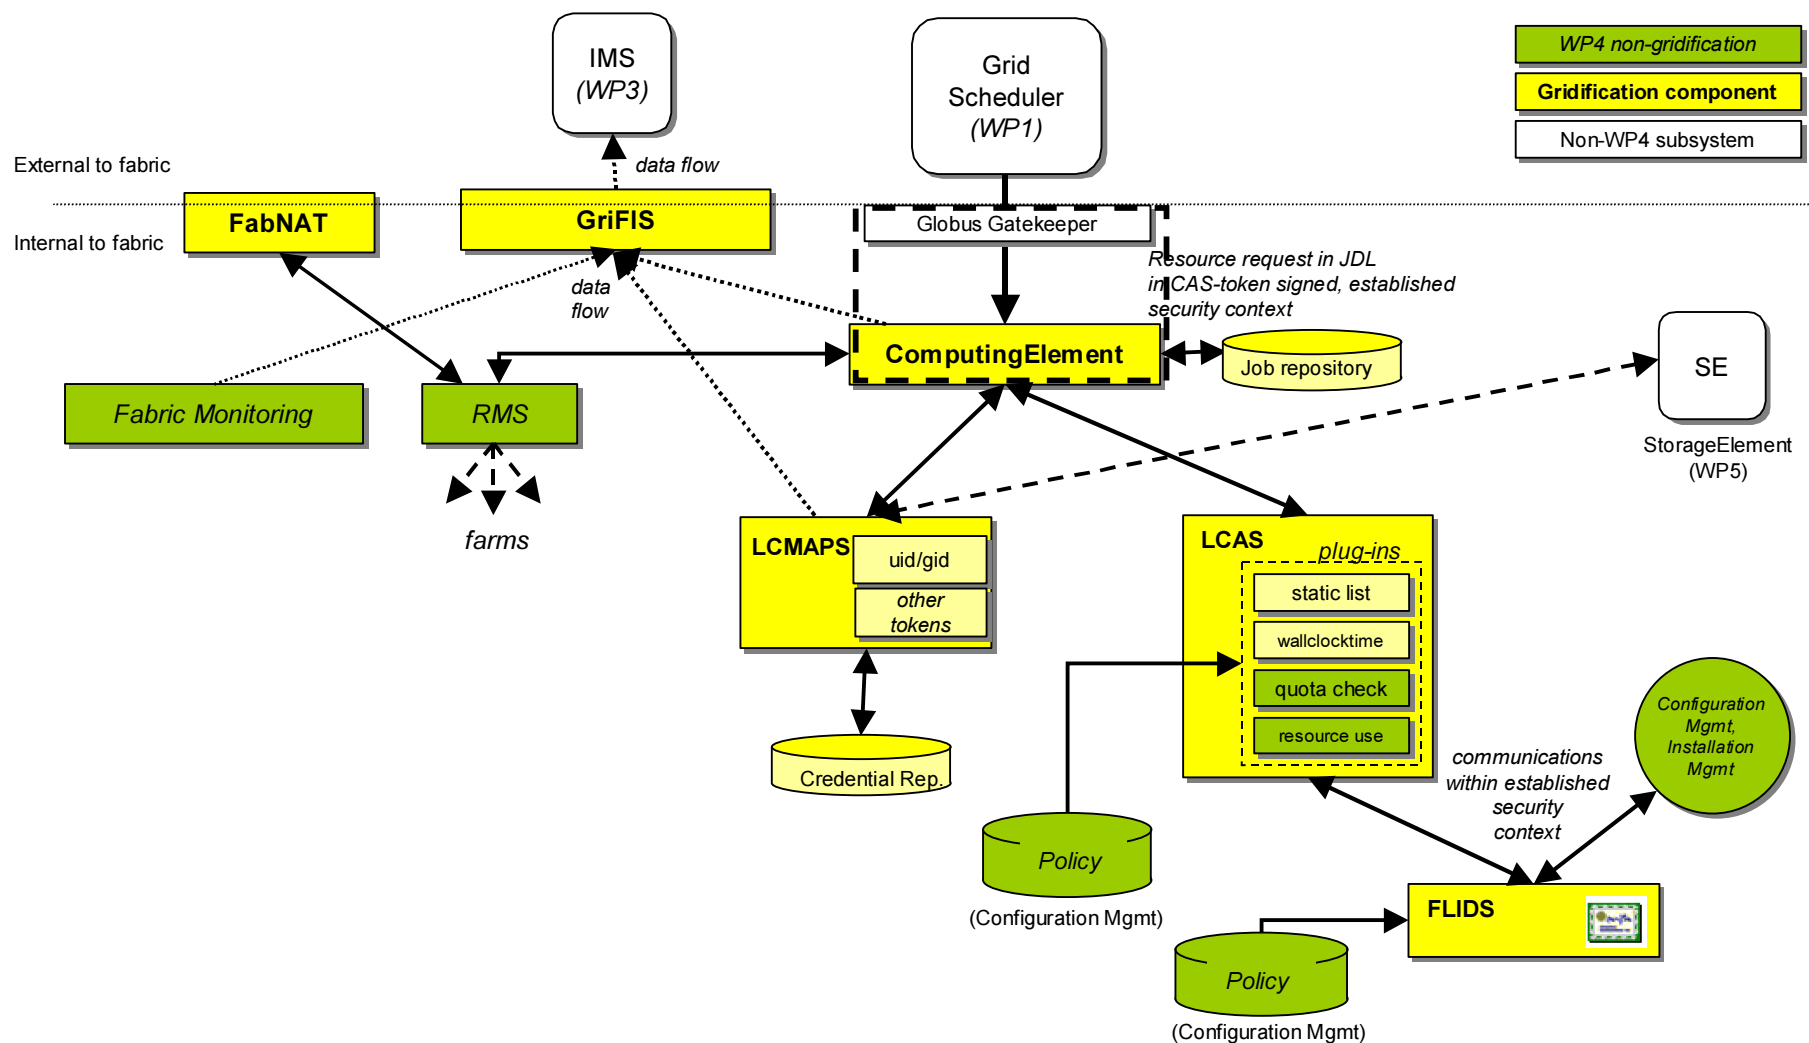 IMS
(WP3)
Grid
Scheduler
(WP1)
WP4 non-gridification
Gridification component
Non-WP4 subsystem
External to fabric
data flow
FabNAT
GriFIS
Globus Gatekeeper
Internal to fabric
data
flow
Resource request in JDL
in CAS-token signed, established
security context
ComputingElement
Job repository
SE
StorageElement
(WP5)
Fabric Monitoring
RMS
farms
LCMAPS
uid/gid
other
tokens
LCAS
plug-ins
static list
wallclocktime
quota check
resource use
Credential Rep.
Configuration
Mgmt,
Installation
Mgmt
communications
within established
security
context
Policy
(Configuration Mgmt)
FLIDS
Policy
(Configuration Mgmt)